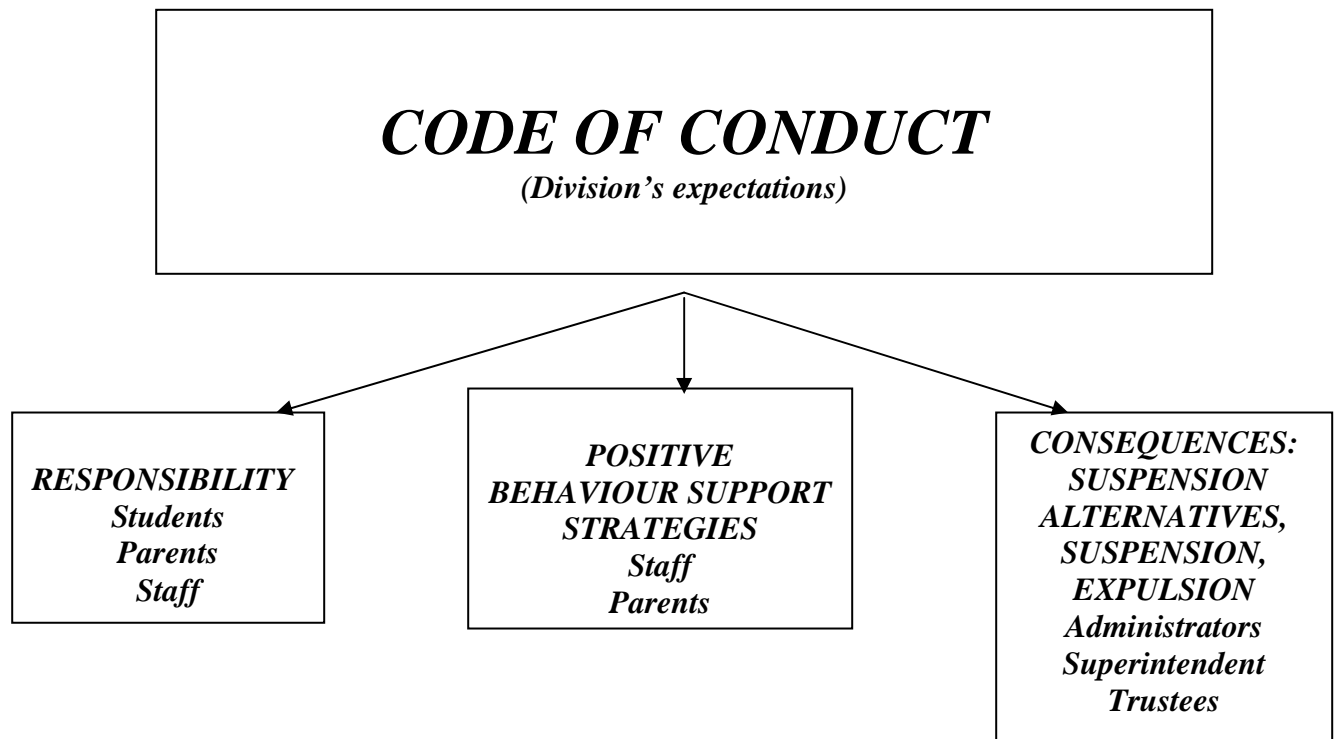 CODE OF CONDUCT
(Division’s expectations)
RESPONSIBILITY
Students
Parents
Staff
POSITIVE
BEHAVIOUR SUPPORT
STRATEGIES
Staff
Parents
CONSEQUENCES:
SUSPENSION
ALTERNATIVES,
SUSPENSION,
EXPULSION
Administrators
Superintendent
Trustees